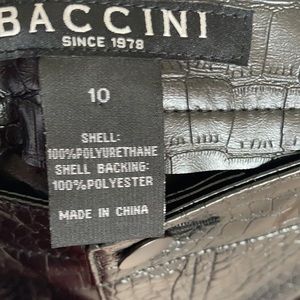 BACCINI
SINCE 1978
10
SHELL:
100%POLYURETHANE
SHELL BACKING:
100%POLYESTER
MADE IN CHINA